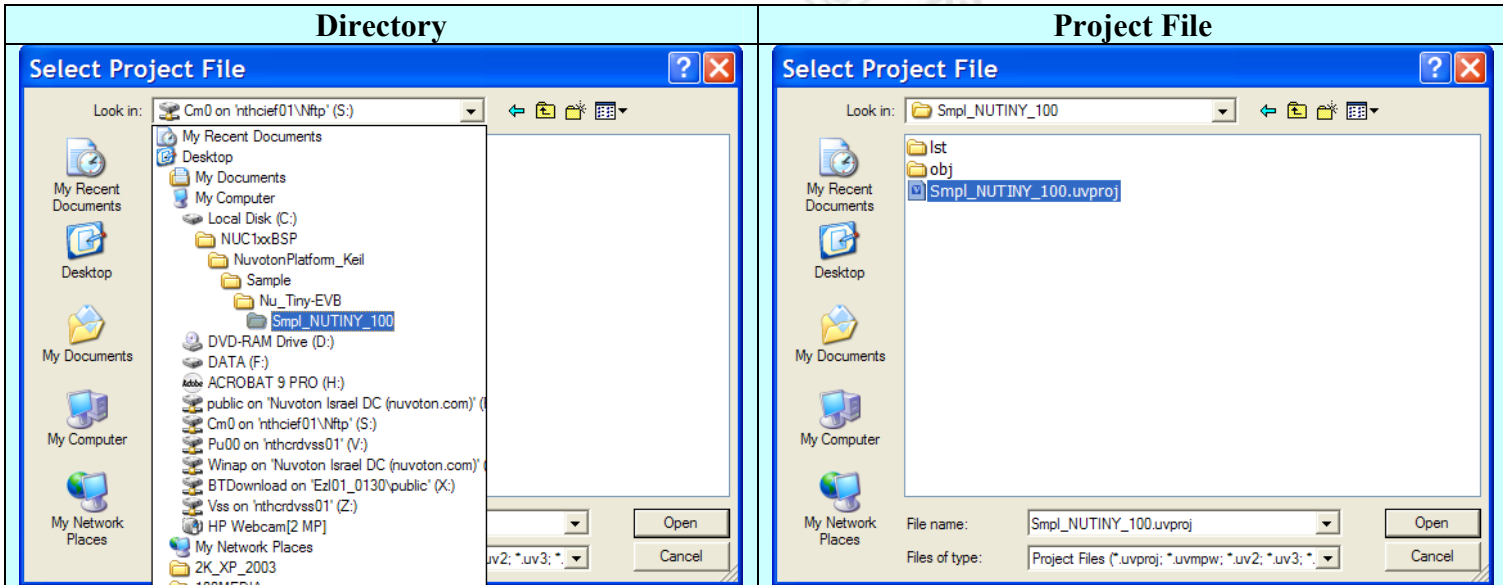 Directory
Project File
Select Project File
Look in:
Cm0 on 'nthcief01\Nftp' (S:)
My Recent Documents
Desktop
My Documents
My Computer
Local Disk (C:)
NUC1xxBSP
NuvotonPlatform_Keil
Sample
Nu_Tiny-EVB
Smpl_NUTINY_100
DVD-RAM Drive (D:)
DATA (F:)
ACROBAT 9 PRO (H:)
public on 'Nuvoton Israel DC (nuvoton.com)' (
Cm0 on 'nthcief01\Nftp' (S:)
Pu00 on 'nthcrdvss01' (V:)
Winap on 'Nuvoton Israel DC (nuvoton.com)' (
BTDownload on 'Ezl01_0130\public' (X:)
Vss on 'nthcrdvss01' (Z:)
HP Webcam[2 MP]
My Network Places
2K_XP_2003
My Recent
Documents
Desktop
My Documents
My Computer
My Network
Places
Open
uv2; *.uv3; *.
Cancel
Select Project File
Look in:
Smpl_NUTINY_100
lst
obj
Smpl_NUTINY_100.uvproj
My Recent
Documents
Desktop
My Documents
My Computer
My Network
Places
File name:
Smpl_NUTINY_100.uvproj
Open
Files of type:
Project Files (*.uvproj; *.uvmpw; *.uv2; *.uv3; *.
Cancel